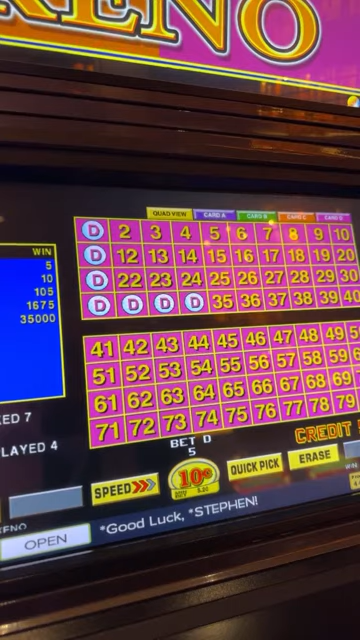 KENO
QUAD VIEW CARD A CARD B CARD C CARD D
WIN
5
10
105
1675
35000
D 2 3 4 5 6 7 8 9 10
D 12 13 14 15 16 17 18 19 20
D 22 23 24 25 26 27 28 29 30
D D D D 35 36 37 38 39 40
41 42 43 44 45 46 47 48 49
51 52 53 54 55 56 57 58 59
61 62 63 64 65 66 67 68 69
71 72 73 74 75 76 77 78 79
KED 7
LAYED 4
BET D
5
CREDIT
SPEED
10¢
QUICK PICK
ERASE
KENO
OPEN
*Good Luck, *STEPHEN!